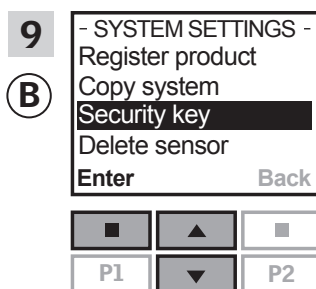 9
B
- SYSTEM SETTINGS -
Register product
Copy system
Security key
Delete sensor
Enter Back
P1 P2